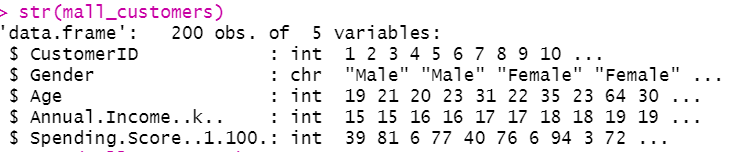 > str(mall_customers)
'data.frame':   200 obs. of  5 variables:
 $ CustomerID            : int  1 2 3 4 5 6 7 8 9 10 ...
 $ Gender                : chr  "Male" "Male" "Female" "Female" ...
 $ Age                   : int  19 21 20 23 31 22 35 23 64 30 ...
 $ Annual.Income..k..    : int  15 15 16 16 17 17 18 18 19 19 ...
 $ Spending.Score..1.100.: int  39 81 6 77 40 76 6 94 3 72 ...